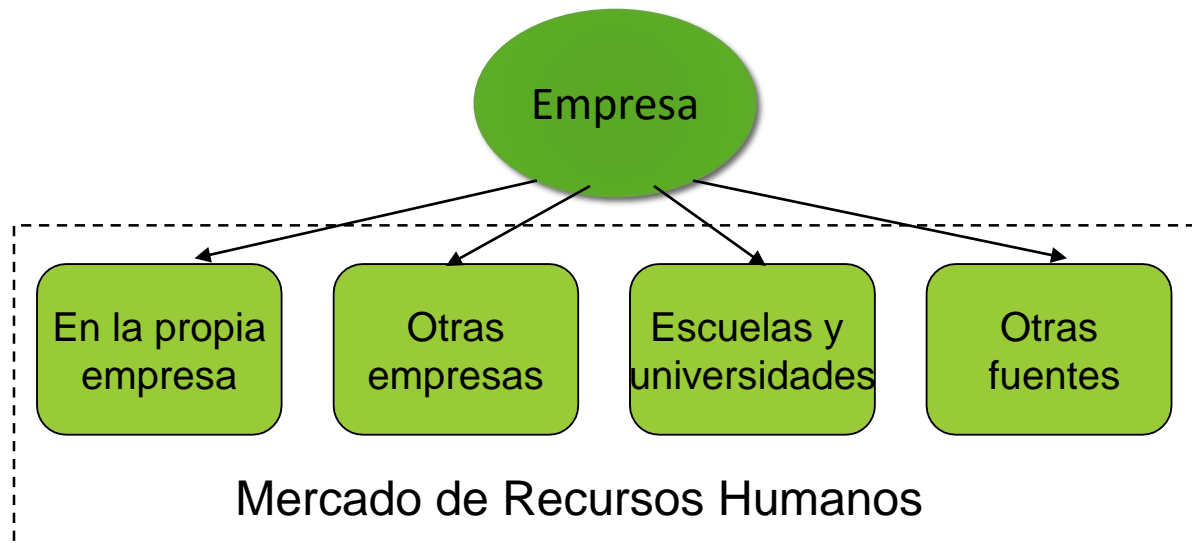 Empresa
En la propia
empresa
Otras
empresas
Escuelas y
universidades
Otras
fuentes
Mercado de Recursos Humanos